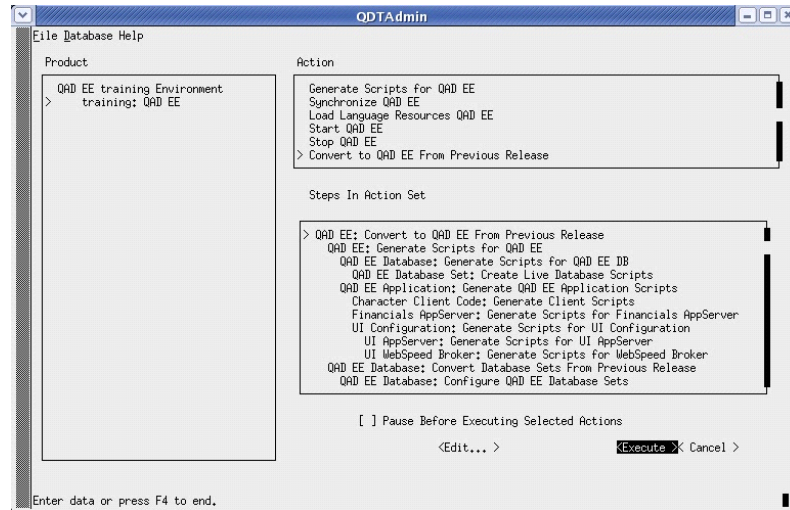 QDTAdmin
File Database Help
Product
QAD EE training Environment
> training: QAD EE
Action
Generate Scripts for QAD EE
Synchronize QAD EE
Load Language Resources QAD EE
Start QAD EE
Stop QAD EE
> Convert to QAD EE From Previous Release
Steps In Action Set
> QAD EE: Convert to QAD EE From Previous Release
QAD EE: Generate Scripts for QAD EE
QAD EE Database: Generate Scripts for QAD EE DB
QAD EE Database Set: Create Live Database Scripts
QAD EE Application: Generate QAD EE Application Scripts
Character Client Code: Generate Client Scripts
Financials AppServer: Generate Scripts for Financials AppServer
UI Configuration: Generate Scripts for UI Configuration
UI AppServer: Generate Scripts for UI AppServer
UI WebSpeed Broker: Generate Scripts for WebSpeed Broker
QAD EE Database: Convert Database Sets From Previous Release
QAD EE Database: Configure QAD EE Database Sets
[ ] Pause Before Executing Selected Actions
<Edit... > <Execute >< Cancel >
Enter data or press F4 to end.